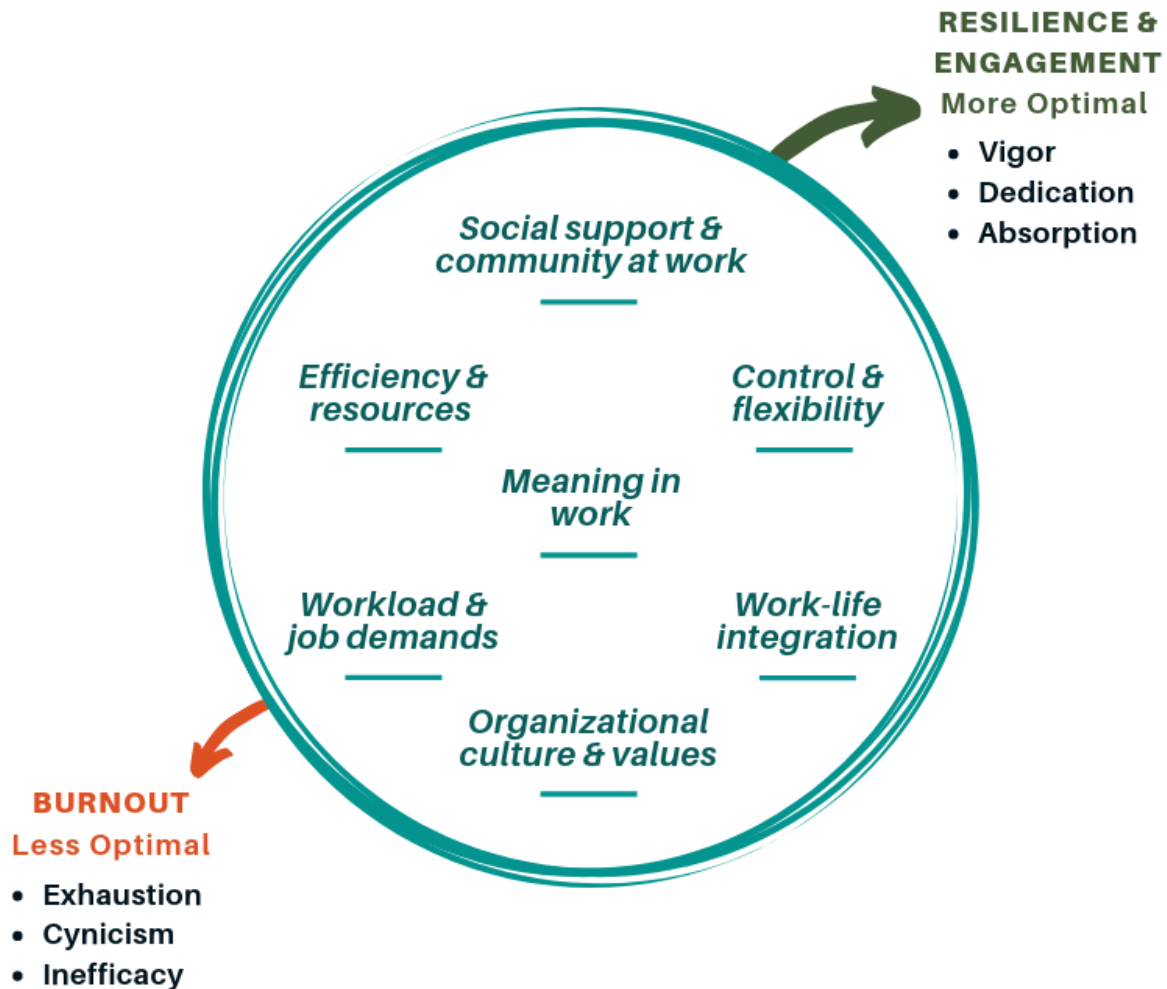 RESILIENCE &
ENGAGEMENT
More Optimal
• Vigor
• Dedication
• Absorption
Social support &
community at work
Efficiency &
resources
Control &
flexibility
Meaning in
work
Workload &
job demands
Work-life
integration
Organizational
culture & values
BURNOUT
Less Optimal
• Exhaustion
• Cynicism
• Inefficacy